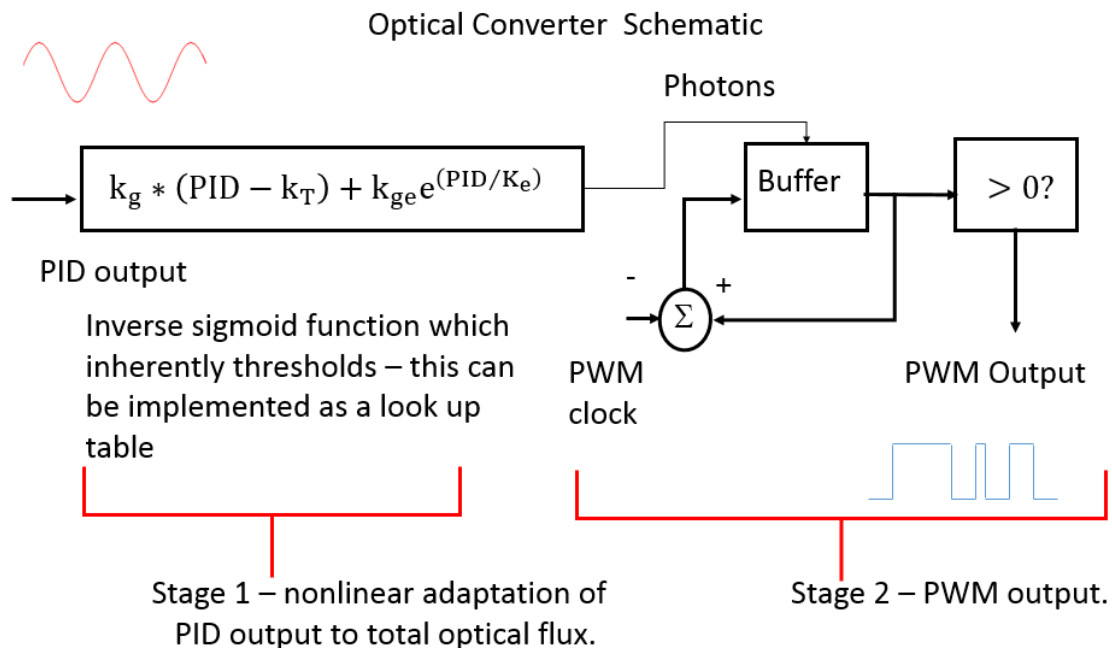 Optical Converter  Schematic
Photons
k_g ∗ (PID − k_T) + k_ge e^(PID/K_e)
Buffer
> 0?
PID output
-
+
Σ
Inverse sigmoid function which
inherently thresholds – this can
be implemented as a look up
table
PWM
clock
PWM Output
Stage 1 – nonlinear adaptation of
PID output to total optical flux.
Stage 2 – PWM output.